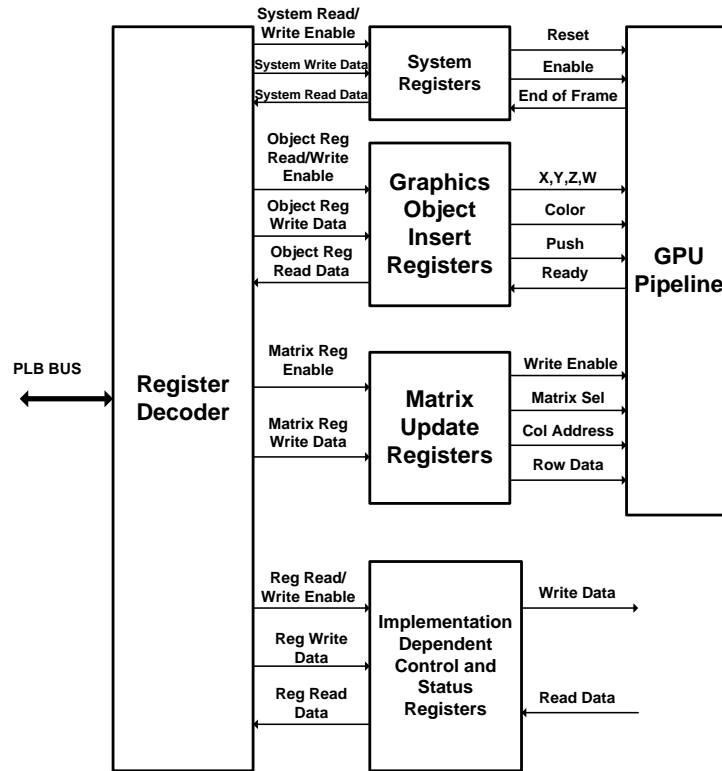 System Read/
Write Enable
System Write Data
System Read Data
System
Registers
Reset
Enable
End of Frame
Object Reg
Read/Write
Enable
Object Reg
Write Data
Object Reg
Read Data
Graphics
Object
Insert
Registers
X,Y,Z,W
Color
Push
Ready
GPU
Pipeline
PLB BUS
Register
Decoder
Matrix Reg
Enable
Matrix Reg
Write Data
Matrix
Update
Registers
Write Enable
Matrix Sel
Col Address
Row Data
Reg Read/
Write Enable
Reg Write
Data
Reg Read
Data
Implementation
Dependent
Control and
Status
Registers
Write Data
Read Data